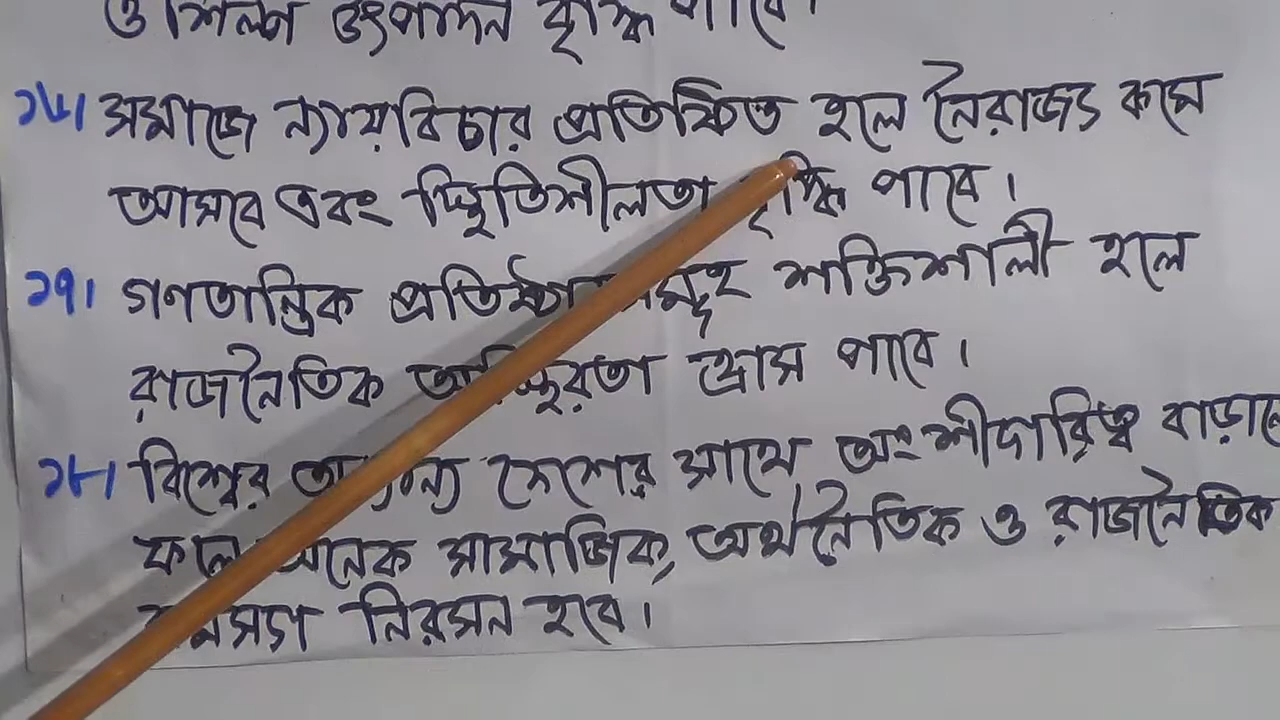 ও শিল্প উৎপাদন বৃদ্ধি পাবে।
১৬। সমাজে ন্যায়বিচার প্রতিষ্ঠিত হলে নৈরাজ্য কমে
আসবে এবং স্থিতিশীলতা বৃদ্ধি পাবে।
১৭। গণতান্ত্রিক প্রতিষ্ঠানসমূহ শক্তিশালী হলে
রাজনৈতিক অস্থিরতা হ্রাস পাবে।
১৮। বিশ্বের অন্যান্য দেশের সাথে অংশীদারিত্ব বাড়ানো
ফলে অনেক সামাজিক, অর্থনৈতিক ও রাজনৈতিক
সমস্যা নিরসন হবে।